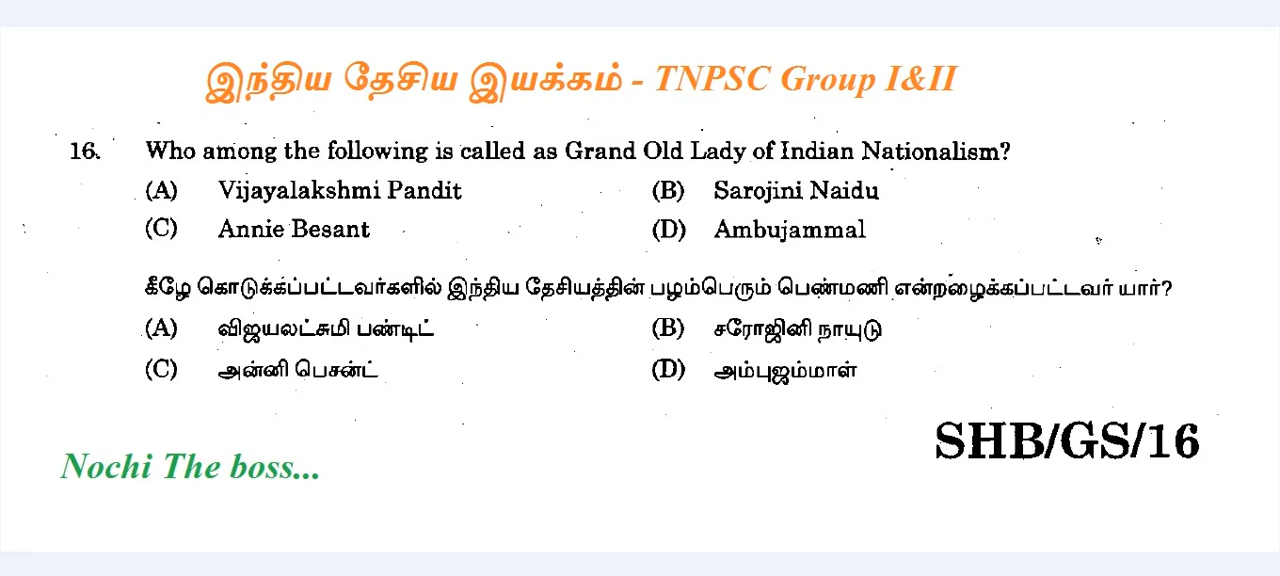 இந்திய தேசிய இயக்கம் - TNPSC Group I&II
16. Who among the following is called as Grand Old Lady of Indian Nationalism?
(A) Vijayalakshmi Pandit (B) Sarojini Naidu
(C) Annie Besant (D) Ambujammal
கீழே கொடுக்கப்பட்டவர்களில் இந்திய தேசியத்தின் பழம்பெரும் பெண்மணி என்றழைக்கப்பட்டவர் யார்?
(A) விஜயலட்சுமி பண்டிட் (B) சரோஜினி நாயுடு
(C) அன்னி பெசன்ட் (D) அம்புஜம்மாள்
SHB/GS/16
Nochi The boss...